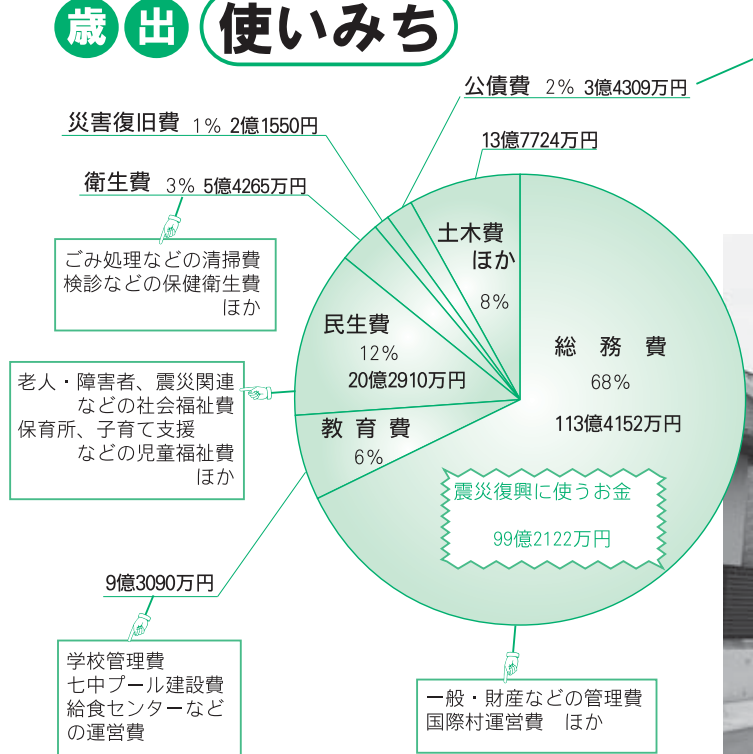 歳出 使いみち
公債費 2% 3億4309万円
災害復旧費 1% 2億1550円
13億7724万円
衛生費 3% 5億4265万円
ごみ処理などの清掃費
検診などの保健衛生費
ほか
土木費
ほか
8%
民生費
12%
20億2910万円
総務費
68%
113億4152万円
老人・障害者、震災関連
などの社会福祉費
保育所、子育て支援
などの児童福祉費
ほか
教育費
6%
震災復興に使うお金
99億2122万円
9億3090万円
学校管理費
七中プール建設費
給食センターなど
の運営費
一般・財産などの管理費
国際村運営費 ほか